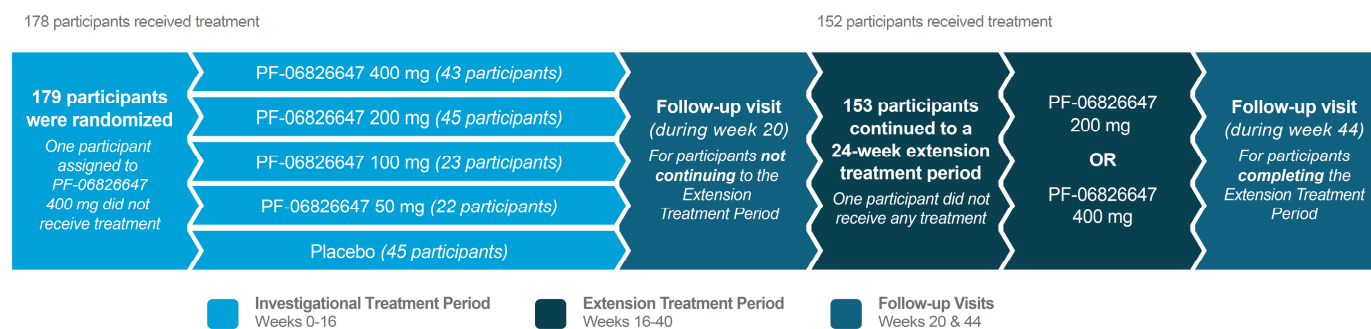 178 participants received treatment
152 participants received treatment
179 participants
were randomized
One participant
assigned to
PF-06826647
400 mg did not
receive treatment
PF-06826647 400 mg (43 participants)
PF-06826647 200 mg (45 participants)
PF-06826647 100 mg (23 participants)
PF-06826647 50 mg (22 participants)
Placebo (45 participants)
Follow-up visit
(during week 20)
For participants not
continuing to the
Extension
Treatment Period
153 participants
continued to a
24-week extension
treatment period
One participant did not
receive any treatment
PF-06826647
200 mg
OR
PF-06826647
400 mg
Follow-up visit
(during week 44)
For participants
completing the
Extension Treatment
Period
Investigational Treatment Period
Weeks 0-16
Extension Treatment Period
Weeks 16-40
Follow-up Visits
Weeks 20 & 44